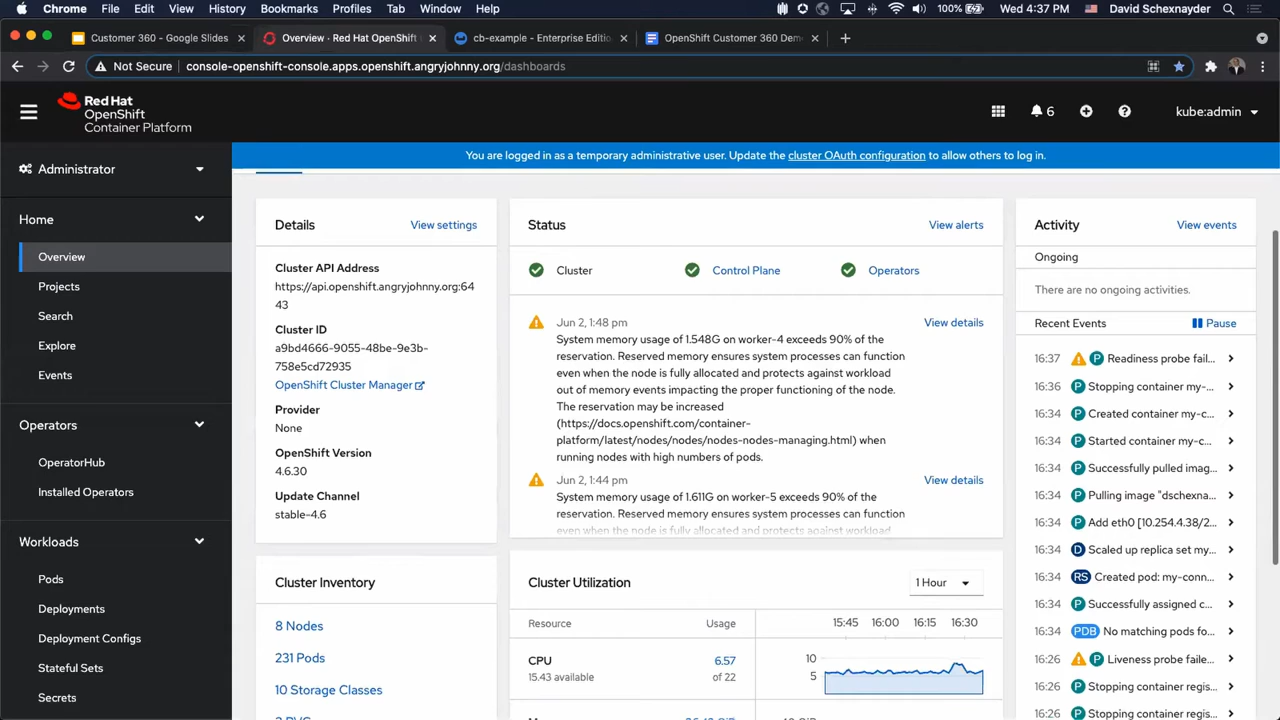 Chrome File Edit View History Bookmarks Profiles Tab Window Help 100% Wed 4:37 PM David Schexnayder
Customer 360 - Google Slides
Overview · Red Hat OpenShift
cb-example - Enterprise Editio
OpenShift Customer 360 Dem
Not Secure console-openshift-console.apps.openshift.angryjohnny.org/dashboards
Red Hat
OpenShift
Container Platform
6
kube:admin
You are logged in as a temporary administrative user. Update the cluster OAuth configuration to allow others to log in.
Administrator
Home
Overview
Projects
Search
Explore
Events
Operators
OperatorHub
Installed Operators
Workloads
Pods
Deployments
Deployment Configs
Stateful Sets
Secrets
Details View settings
Cluster API Address
https://api.openshift.angryjohnny.org:64
43
Cluster ID
a9bd4666-9055-48be-9e3b-
758e5cd72935
OpenShift Cluster Manager
Provider
None
OpenShift Version
4.6.30
Update Channel
stable-4.6
Cluster Inventory
8 Nodes
231 Pods
10 Storage Classes
Status View alerts
Cluster Control Plane Operators
Jun 2, 1:48 pm View details
System memory usage of 1.548G on worker-4 exceeds 90% of the
reservation. Reserved memory ensures system processes can function
even when the node is fully allocated and protects against workload
out of memory events impacting the proper functioning of the node.
The reservation may be increased
(https://docs.openshift.com/container-
platform/latest/nodes/nodes/nodes-nodes-managing.html) when
running nodes with high numbers of pods.
Jun 2, 1:44 pm View details
System memory usage of 1.611G on worker-5 exceeds 90% of the
reservation. Reserved memory ensures system processes can function
even when the node is fully allocated and protects against workload
Cluster Utilization 1 Hour
Resource Usage 15:45 16:00 16:15 16:30
CPU 6.57
15.43 available of 22
10
5
Activity View events
Ongoing
There are no ongoing activities.
Recent Events Pause
16:37 P Readiness probe fail...
16:36 P Stopping container my-...
16:34 P Created container my-c...
16:34 P Started container my-c...
16:34 P Successfully pulled imag...
16:34 P Pulling image "dschexna...
16:34 P Add eth0 [10.254.4.38/2...
16:34 D Scaled up replica set my...
16:34 RS Created pod: my-conn...
16:34 P Successfully assigned c...
16:34 PDB No matching pods fo...
16:26 P Liveness probe faile...
16:26 P Stopping container regis...
16:26 P Stopping container regis...